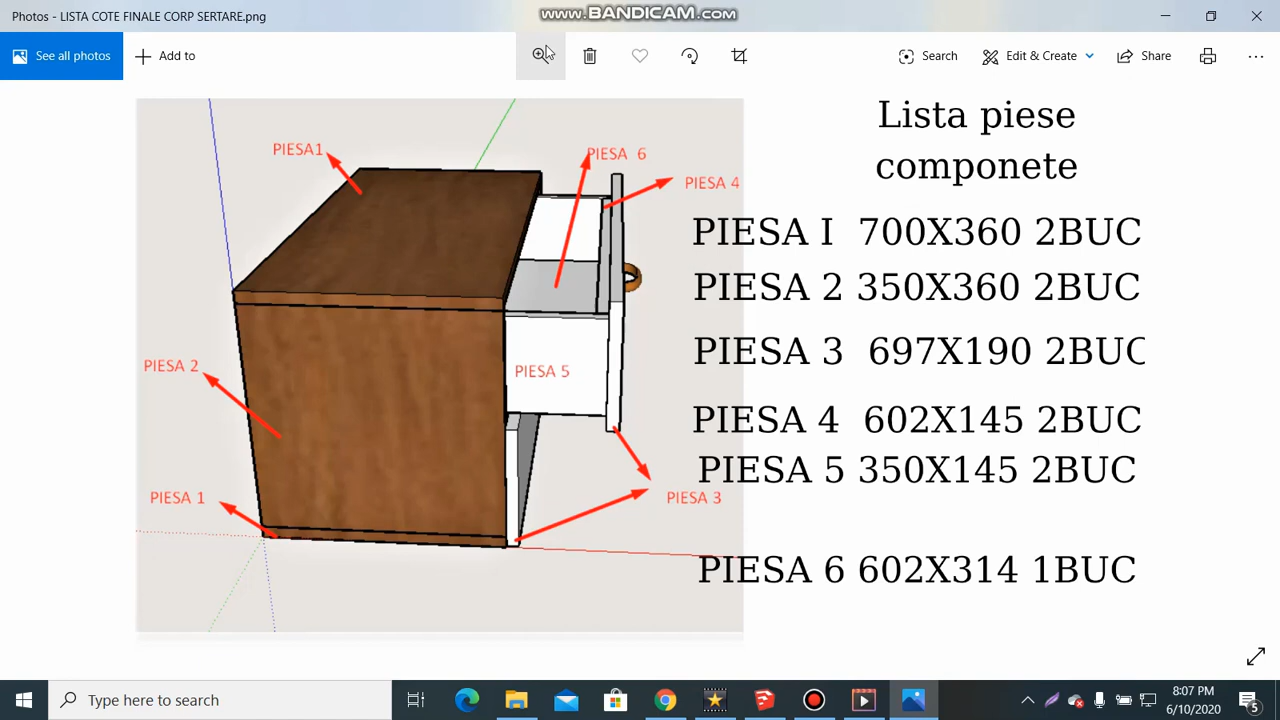 Photos - LISTA COTE FINALE CORP SERTARE.png
www.BANDICAM.com
See all photos
Add to
Search
Edit & Create
Share
PIESA1
PIESA 6
PIESA 4
PIESA 2
PIESA 5
PIESA 1
PIESA 3
Lista piese
componete
PIESA I 700X360 2BUC
PIESA 2 350X360 2BUC
PIESA 3 697X190 2BUC
PIESA 4 602X145 2BUC
PIESA 5 350X145 2BUC
PIESA 6 602X314 1BUC
Type here to search
8:07 PM
6/10/2020
5